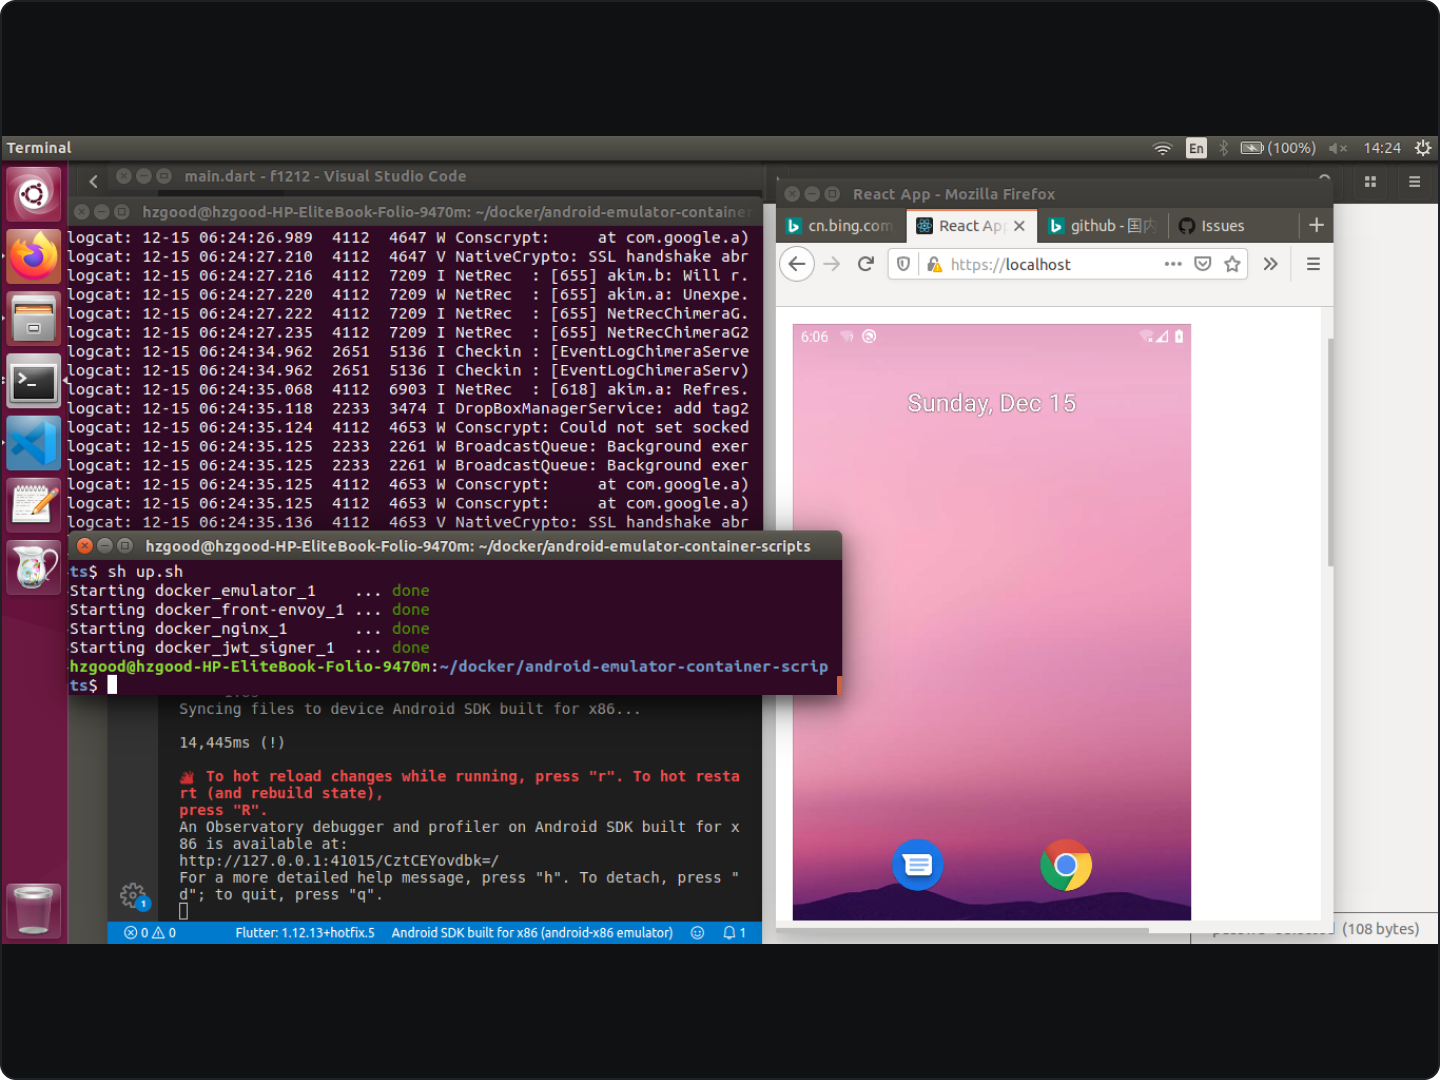 Terminal
En
(100%)
14:24
main.dart - f1212 - Visual Studio Code
hzgood@hzgood-HP-EliteBook-Folio-9470m: ~/docker/android-emulator-container
logcat: 12-15 06:24:26.989  4112  4647 W Conscrypt:     at com.google.a)
logcat: 12-15 06:24:27.210  4112  4647 V NativeCrypto: SSL handshake abr
logcat: 12-15 06:24:27.216  4112  7209 I NetRec  : [655] akim.b: Will r.
logcat: 12-15 06:24:27.220  4112  7209 W NetRec  : [655] akim.a: Unexpe.
logcat: 12-15 06:24:27.222  4112  7209 I NetRec  : [655] NetRecChimeraG.
logcat: 12-15 06:24:27.235  4112  7209 W NetRec  : [655] NetRecChimeraG2
logcat: 12-15 06:24:34.962  2651  5136 I Checkin : [EventLogChimeraServe
logcat: 12-15 06:24:34.962  2651  5136 I Checkin : [EventLogChimeraServ)
logcat: 12-15 06:24:35.068  4112  6903 I NetRec  : [618] akim.a: Refres.
logcat: 12-15 06:24:35.118  2233  3474 I DropBoxManagerService: add tag2
logcat: 12-15 06:24:35.124  4112  4653 W Conscrypt: Could not set socked
logcat: 12-15 06:24:35.125  2233  2261 W BroadcastQueue: Background exer
logcat: 12-15 06:24:35.125  2233  2261 W BroadcastQueue: Background exer
logcat: 12-15 06:24:35.125  4112  4653 W Conscrypt:     at com.google.a)
logcat: 12-15 06:24:35.125  4112  4653 W Conscrypt:     at com.google.a)
logcat: 12-15 06:24:35.136  4112  4653 V NativeCrypto: SSL handshake abr
hzgood@hzgood-HP-EliteBook-Folio-9470m: ~/docker/android-emulator-container-scripts
ts$ sh up.sh
Starting docker_emulator_1    ... done
Starting docker_front-envoy_1 ... done
Starting docker_nginx_1       ... done
Starting docker_jwt_signer_1  ... done
hzgood@hzgood-HP-EliteBook-Folio-9470m:~/docker/android-emulator-container-scrip
ts$
Syncing files to device Android SDK built for x86...
14,445ms (!)
To hot reload changes while running, press "r". To hot resta
rt (and rebuild state),
press "R".
An Observatory debugger and profiler on Android SDK built for x
86 is available at:
http://127.0.0.1:41015/CztCEYovdbk=/
For a more detailed help message, press "h". To detach, press "
d"; to quit, press "q".
1
0 0 Flutter: 1.12.13+hotfix.5 Android SDK built for x86 (android-x86 emulator) 1
React App - Mozilla Firefox
cn.bing.com React App github - 国内 Issues
https://localhost
6:06
Sunday, Dec 15
(108 bytes)